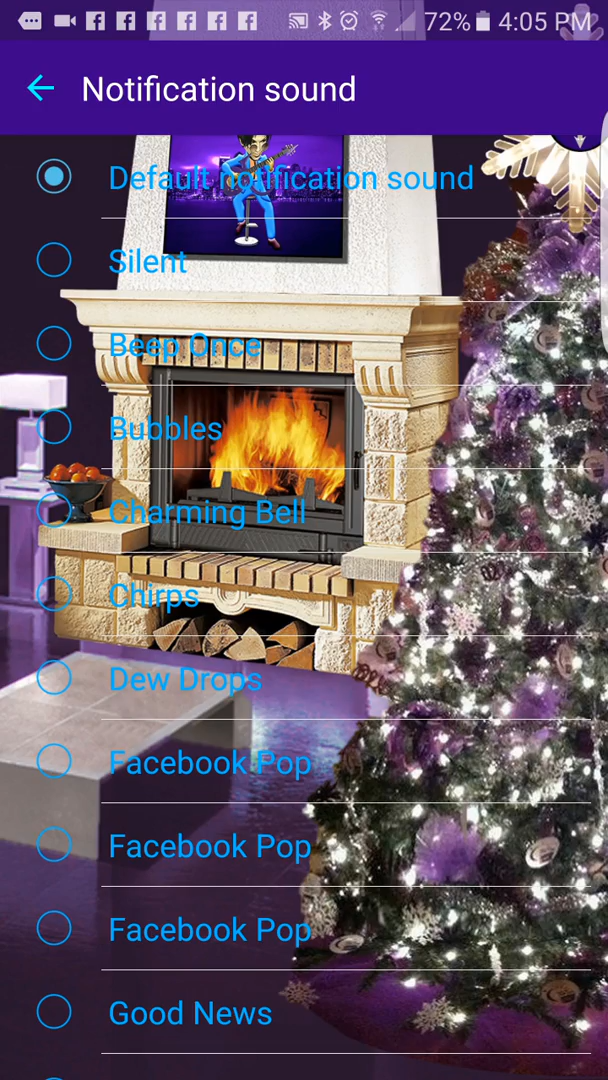 72% 4:05 PM
Notification sound
Default notification sound
Silent
Beep Once
Bubbles
Charming Bell
Chirps
Dew Drops
Facebook Pop
Facebook Pop
Facebook Pop
Good News